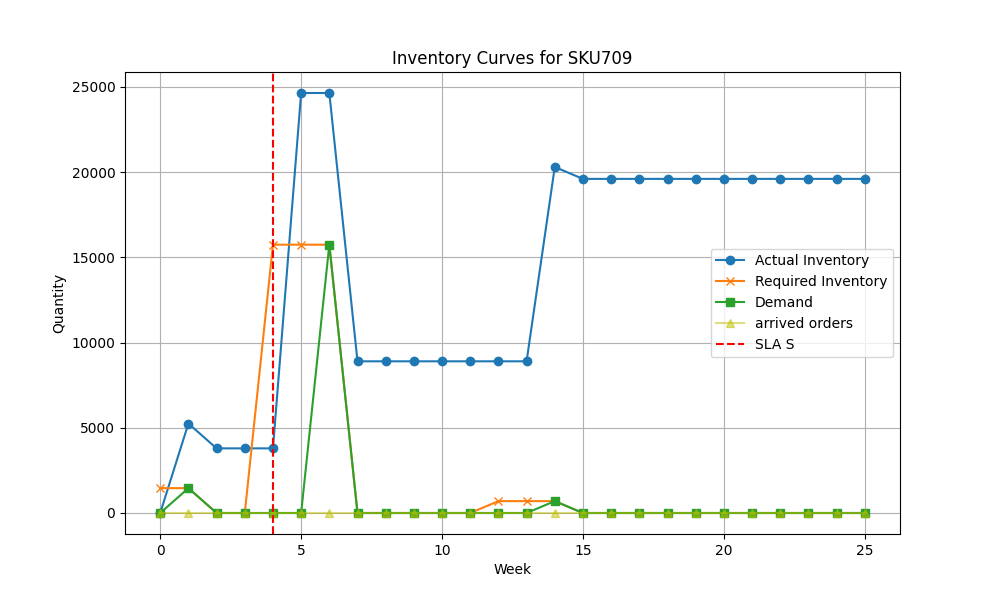 Inventory Curves for SKU709
25000
20000
15000
10000
5000
0
Quantity
Actual Inventory
Required Inventory
Demand
arrived orders
SLA S
0 5 10 15 20 25
Week